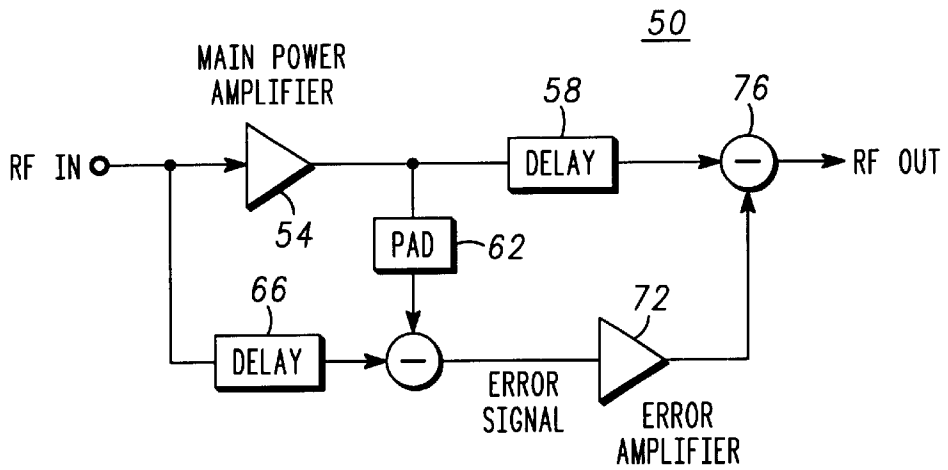 50
MAIN POWER
AMPLIFIER
58
76
RF IN
DELAY
RF OUT
54
PAD
62
66
72
DELAY
ERROR
SIGNAL
ERROR
AMPLIFIER